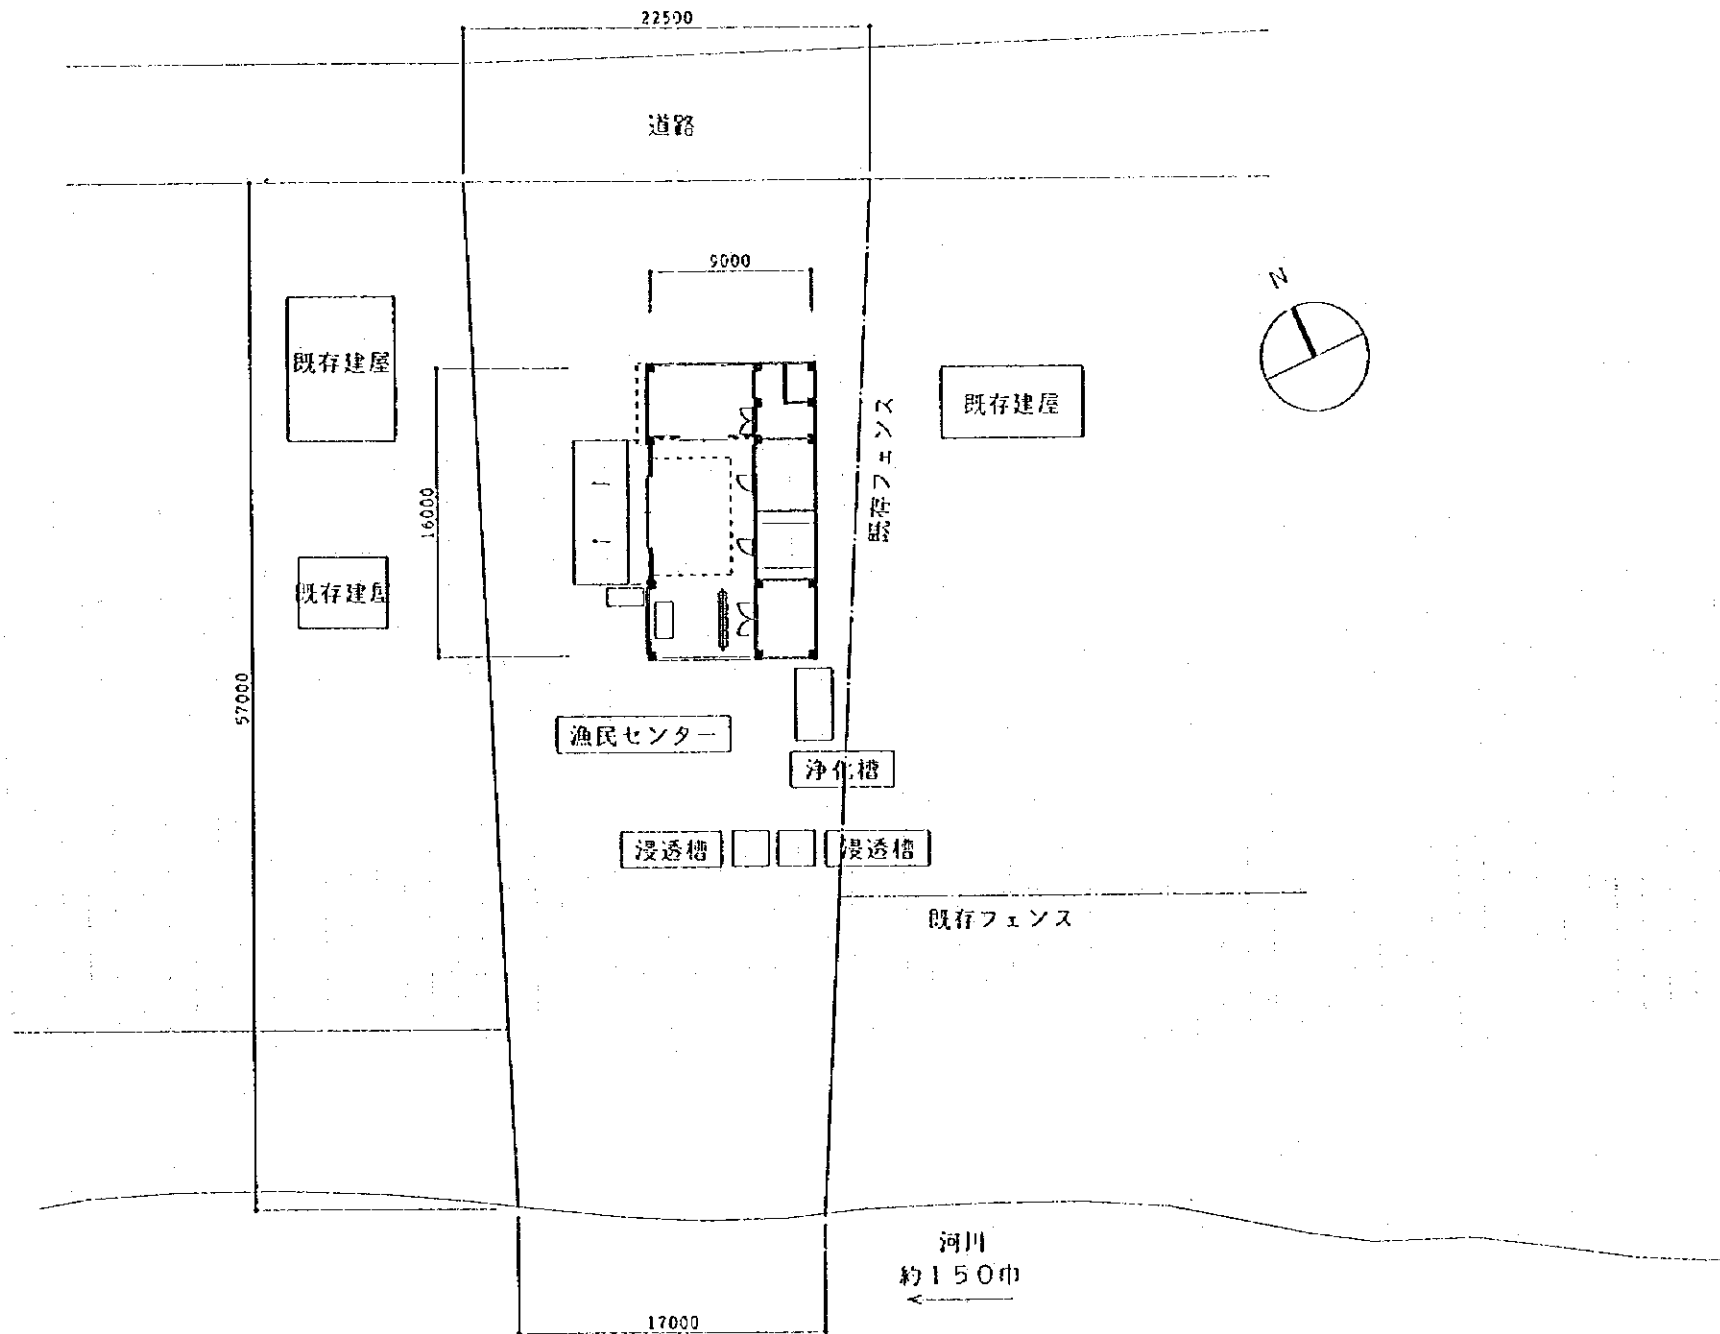 22500
道路
9000
N
既存建屋
既存建屋
既存フェンス
16000
既存建屋
57000
漁民センター
浄化槽
浸透槽
浸透槽
既存フェンス
河川
約150巾
17000